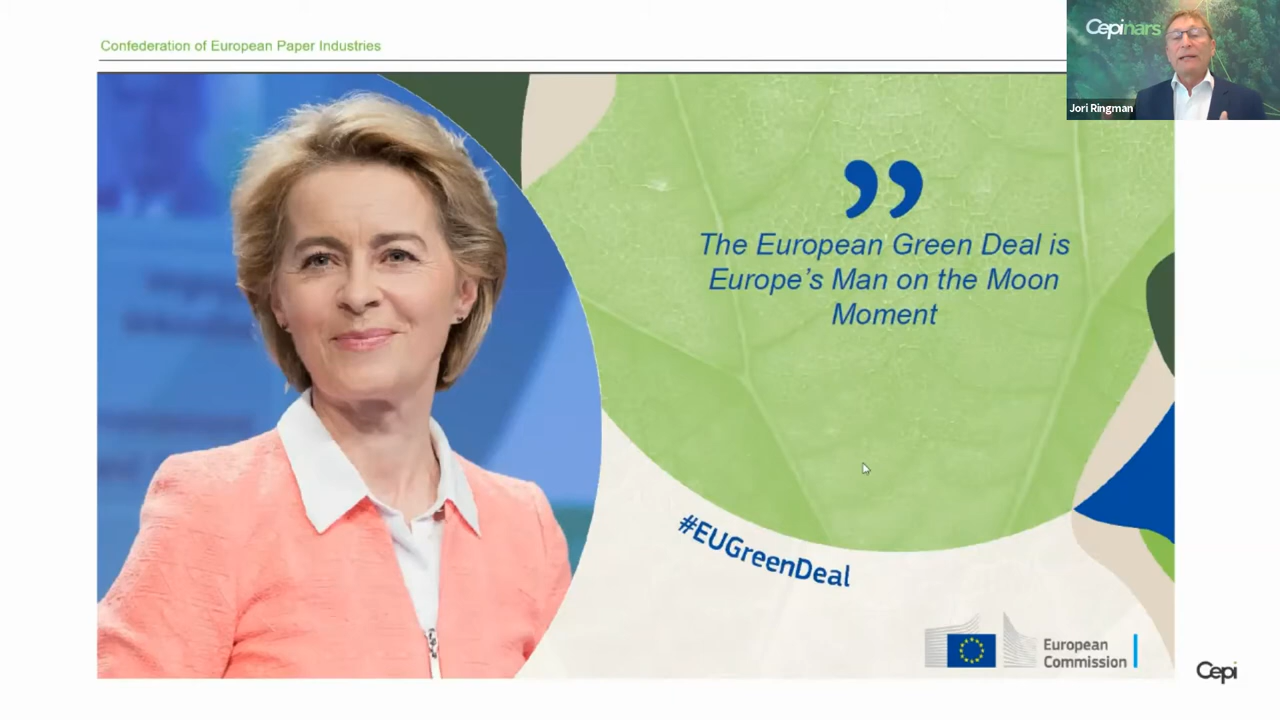 Confederation of European Paper Industries
Cepinars
Jori Ringman
”
The European Green Deal is
Europe’s Man on the Moon
Moment
#EUGreenDeal
European
Commission
Cepi